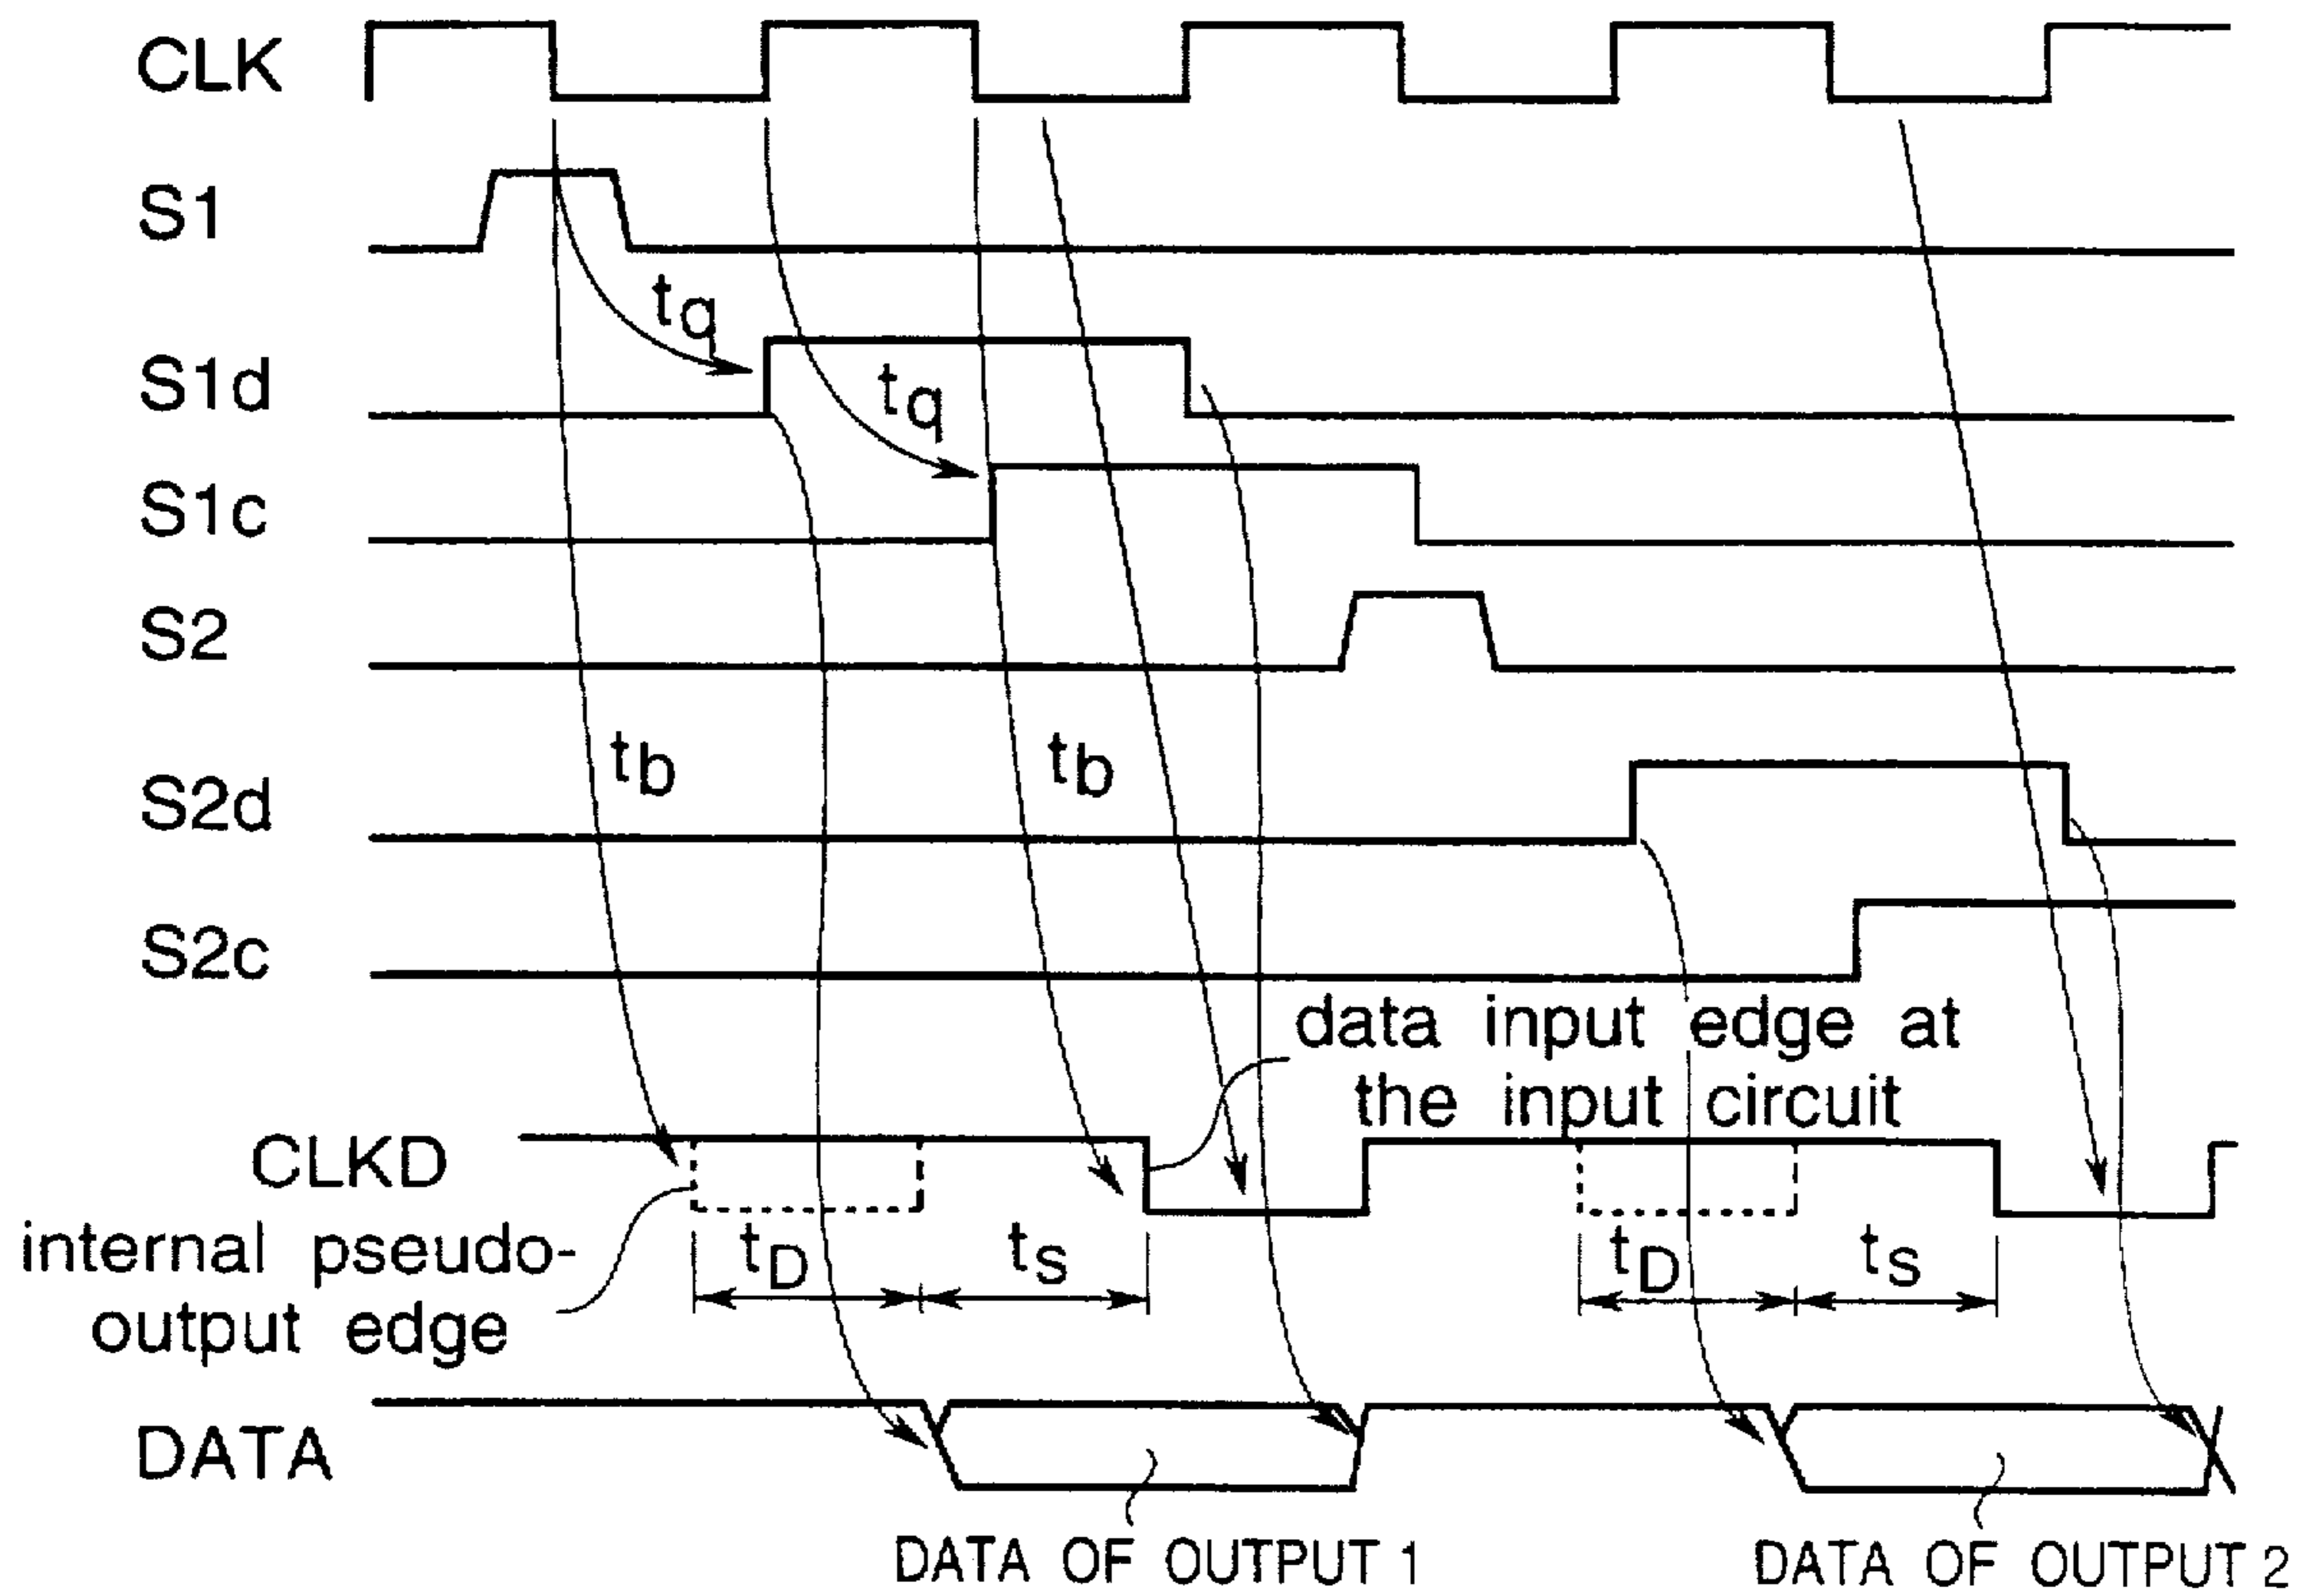 CLK
S1
tq
S1d
tq
S1c
S2
tb tb
S2d
S2c
data input edge at
the input circuit
CLKD
internal pseudo-
output edge
tD tS tD tS
DATA
DATA OF OUTPUT 1 DATA OF OUTPUT 2